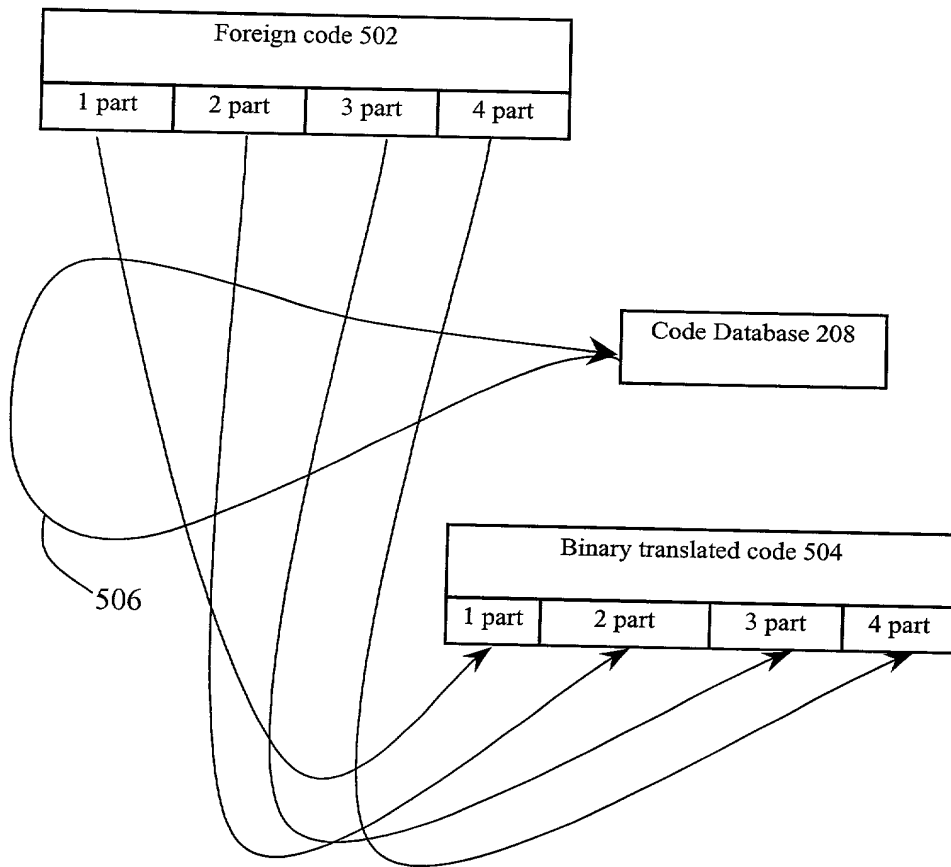 Foreign code 502
1 part 2 part 3 part 4 part
Code Database 208
Binary translated code 504
506
1 part 2 part 3 part 4 part